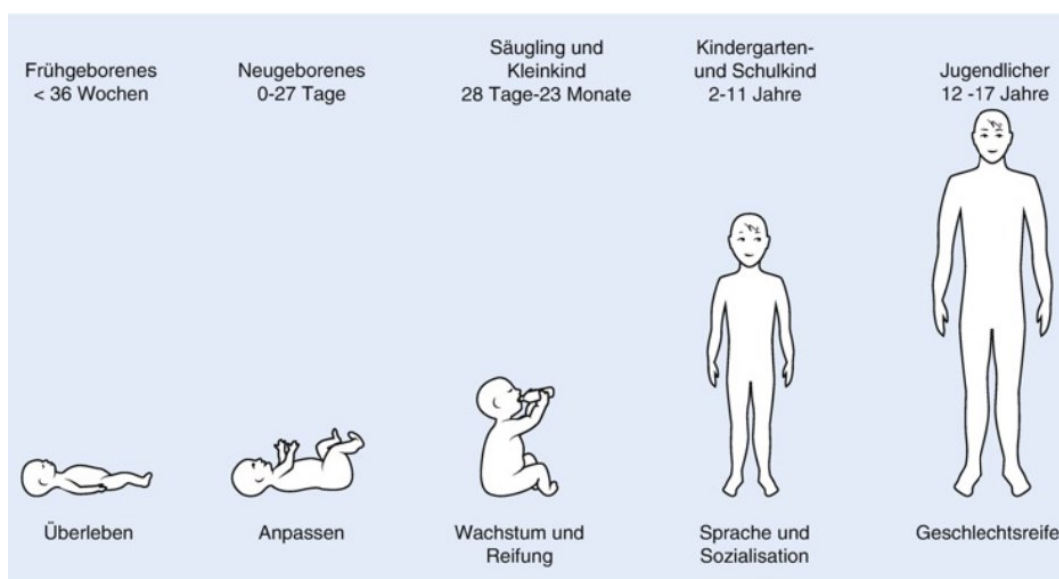 Frühgeborenes
< 36 Wochen
Neugeborenes
0-27 Tage
Säugling und
Kleinkind
28 Tage-23 Monate
Kindergarten-
und Schulkind
2-11 Jahre
Jugendlicher
12 -17 Jahre
Überleben
Anpassen
Wachstum und
Reifung
Sprache und
Sozialisation
Geschlechtsreife